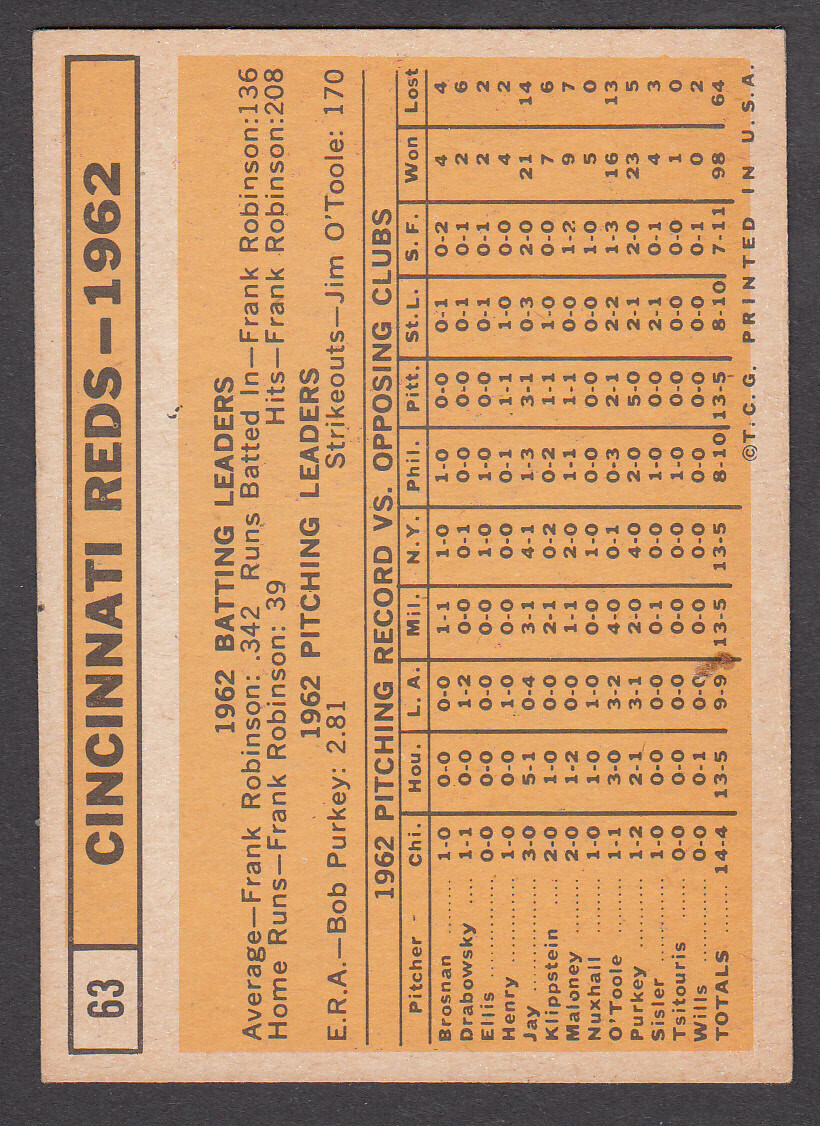 63 CINCINNATI REDS—1962
1962 BATTING LEADERS
Average—Frank Robinson: .342 Runs Batted In—Frank Robinson:136
Home Runs—Frank Robinson: 39 Hits—Frank Robinson:208
1962 PITCHING LEADERS
E.R.A.—Bob Purkey: 2.81 Strikeouts—Jim O'Toole: 170
1962 PITCHING RECORD VS. OPPOSING CLUBS
Pitcher - Chi. Hou. L. A. Mil. N.Y. Phil. Pitt. St.L. S. F. Won Lost
Brosnan ........ 1-0 0-0 0-0 1-1 1-0 1-0 0-0 0-1 0-2 4 4
Drabowsky .... 1-1 0-0 1-2 0-0 0-1 0-0 0-0 0-1 0-1 2 6
Ellis ............ 0-0 0-0 0-0 0-0 1-0 1-0 0-0 0-1 0-1 2 2
Henry .......... 1-0 0-0 1-0 0-0 0-0 0-1 1-1 1-0 0-0 4 2
Jay .............. 3-0 5-1 0-4 3-1 4-1 1-3 3-1 0-3 2-0 21 14
Klippstein .... 2-0 1-0 0-0 2-1 0-2 0-2 1-1 1-0 0-0 7 6
Maloney ........ 2-0 1-2 0-0 1-1 2-0 1-1 1-1 0-0 1-2 9 7
Nuxhall ........ 1-0 1-0 1-0 0-0 1-0 0-0 0-0 0-0 1-0 5 0
O'Toole ........ 1-1 3-0 3-2 4-0 0-1 0-3 2-1 2-2 1-3 16 13
Purkey ........ 1-2 2-1 3-1 2-0 4-0 2-0 5-0 2-1 2-0 23 5
Sisler .......... 1-0 0-0 0-0 0-1 0-0 1-0 0-0 2-1 0-1 4 3
Tsitouris ...... 0-0 0-0 0-0 0-0 0-0 1-0 0-0 0-0 0-0 1 0
Wills .......... 0-0 0-1 0-0 0-0 0-0 0-0 0-0 0-0 0-1 0 2
TOTALS ...... 14-4 13-5 9-9 13-5 13-5 8-10 13-5 8-10 7-11 98 64
©T.C.G. PRINTED IN U.S.A.